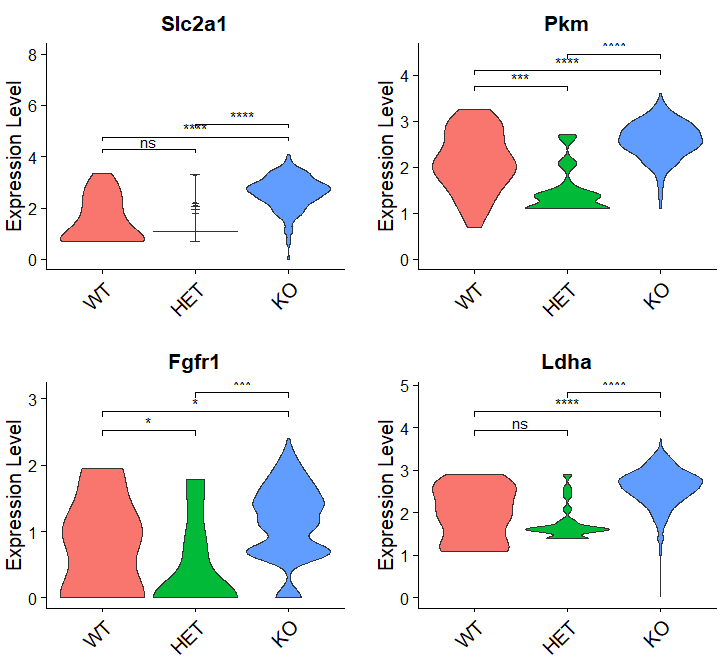 Slc2a1
Expression Level
8
6
4
2
0
****
****
ns
WT
HET
KO
Pkm
Expression Level
4
3
2
1
0
****
****
***
WT
HET
KO
Fgfr1
Expression Level
3
2
1
0
***
*
*
WT
HET
KO
Ldha
Expression Level
5
4
3
2
1
0
****
****
ns
WT
HET
KO